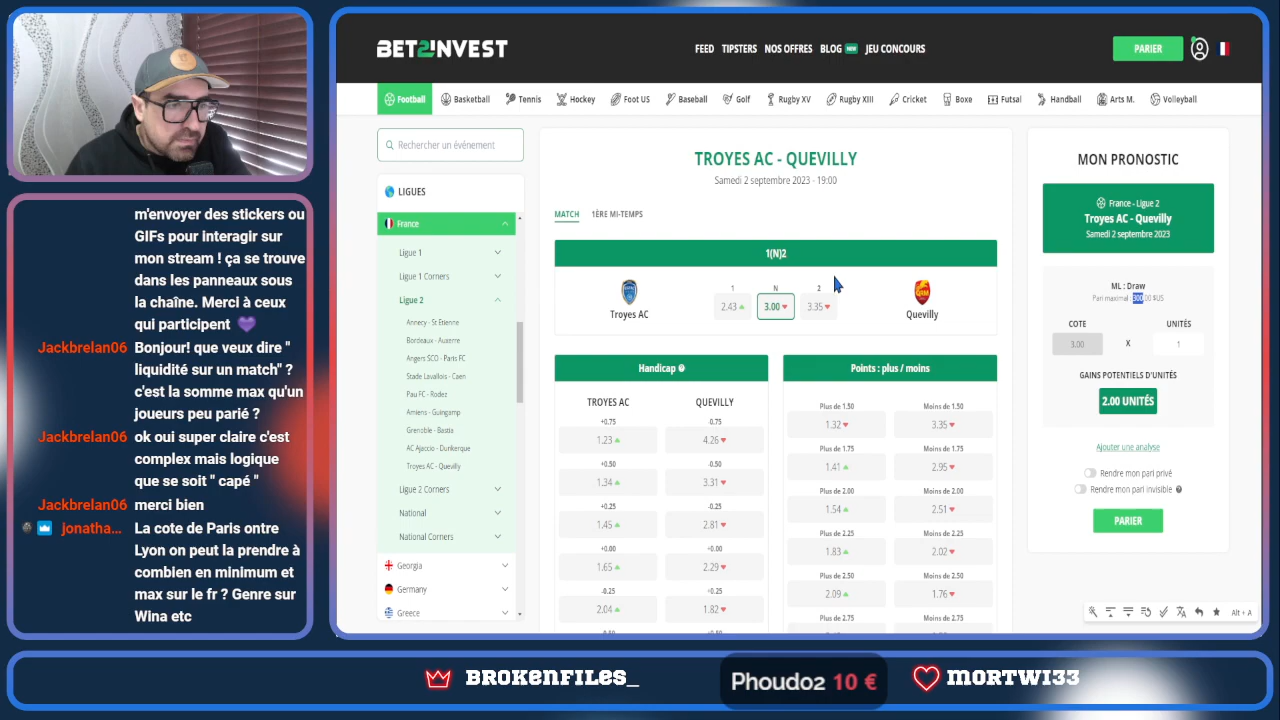 m'envoyer des stickers ou
GIFs pour interagir sur
mon stream ! ça se trouve
dans les panneaux sous
la chaîne. Merci à ceux
qui participent 💜
Jackbrelan06 Bonjour! que veux dire "
liquidité sur un match" ?
c'est la somme max qu'un
joueurs peu parié ?
Jackbrelan06 ok oui super claire c'est
complex mais logique
que se soit " capé "
Jackbrelan06 merci bien
jonatha... La cote de Paris ontre
Lyon on peut la prendre à
combien en minimum et
max sur le fr ? Genre sur
Wina etc
BET2INVEST
FEED TIPSTERS NOS OFFRES BLOG NEW JEU CONCOURS
PARIER
Football Basketball Tennis Hockey Foot US Baseball Golf Rugby XV Rugby XIII Cricket Boxe Futsal Handball Arts M. Volleyball
Rechercher un événement
LIGUES
France
Ligue 1
Ligue 1 Corners
Ligue 2
Annecy - St Etienne
Bordeaux - Auxerre
Angers SCO - Paris FC
Stade Lavallois - Caen
Pau FC - Rodez
Amiens - Guingamp
Grenoble - Bastia
AC Ajaccio - Dunkerque
Troyes AC - Quevilly
Ligue 2 Corners
National
National Corners
Georgia
Germany
Greece
TROYES AC - QUEVILLY
Samedi 2 septembre 2023 - 19:00
MATCH 1ÈRE MI-TEMPS
1(N)2
1 N 2
2.43 3.00 3.35
Troyes AC Quevilly
Handicap
TROYES AC QUEVILLY
+0.75 -0.75
1.23 4.26
+0.50 -0.50
1.34 3.31
+0.25 -0.25
1.45 2.81
+0.00 +0.00
1.65 2.29
-0.25 +0.25
2.04 1.82
Points : plus / moins
Plus de 1.50 Moins de 1.50
1.32 3.35
Plus de 1.75 Moins de 1.75
1.41 2.95
Plus de 2.00 Moins de 2.00
1.54 2.51
Plus de 2.25 Moins de 2.25
1.83 2.02
Plus de 2.50 Moins de 2.50
2.09 1.76
Plus de 2.75 Moins de 2.75
MON PRONOSTIC
France - Ligue 2
Troyes AC - Quevilly
Samedi 2 septembre 2023
ML : Draw
Pari maximal : 300.00 $US
COTE UNITÉS
3.00 X 1
GAINS POTENTIELS D'UNITÉS
2.00 UNITÉS
Ajouter une analyse
Rendre mon pari privé
Rendre mon pari invisible
PARIER
Alt + A
BROKENFILES_
Phoudo2 10 €
MORTWI33